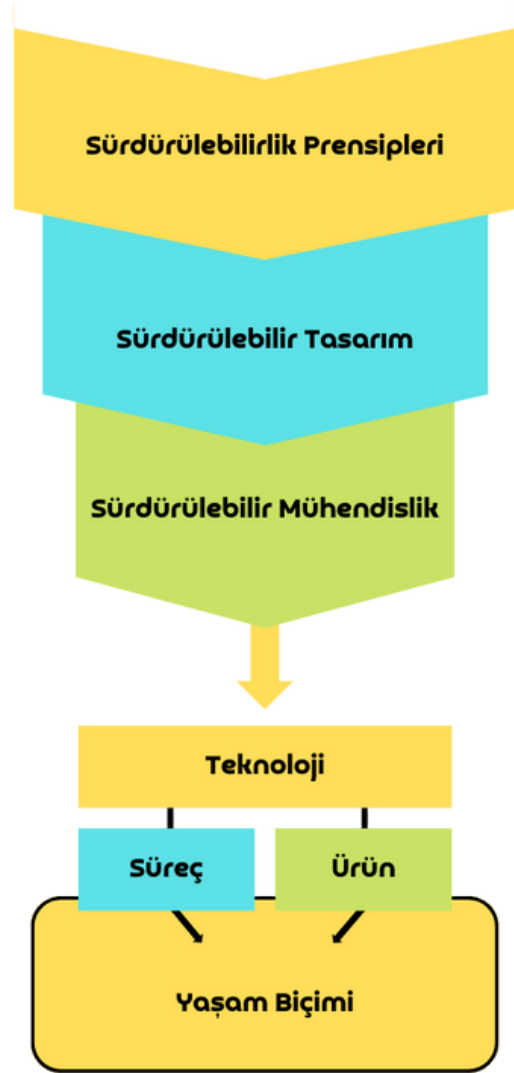 Sürdürülebilirlik Prensipleri
Sürdürülebilir Tasarım
Sürdürülebilir Mühendislik
Teknoloji
Süreç
Ürün
Yaşam Biçimi